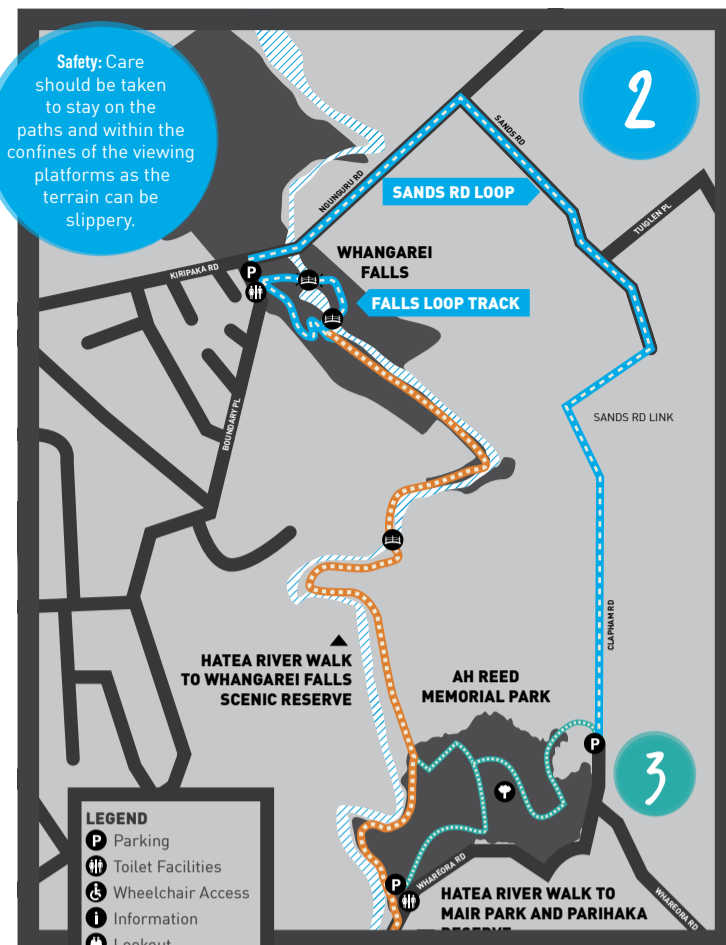 Safety: Care
should be taken
to stay on the
paths and within the
confines of the viewing
platforms as the
terrain can be
slippery.
2
SANDS RD
NGUNGURU RD
SANDS RD LOOP
TUIGLEN PL
WHANGAREI
FALLS
KIRIPAKA RD
P
FALLS LOOP TRACK
BOUNDARY PL
SANDS RD LINK
CLAPHAM RD
HATEA RIVER WALK
TO WHANGAREI FALLS
SCENIC RESERVE
AH REED
MEMORIAL PARK
P
3
LEGEND
P Parking
Toilet Facilities
Wheelchair Access
i Information
Lookout
P
WHAREORA RD
WHAREORA RD
HATEA RIVER WALK TO
MAIR PARK AND PARIHAKA
RESERVE